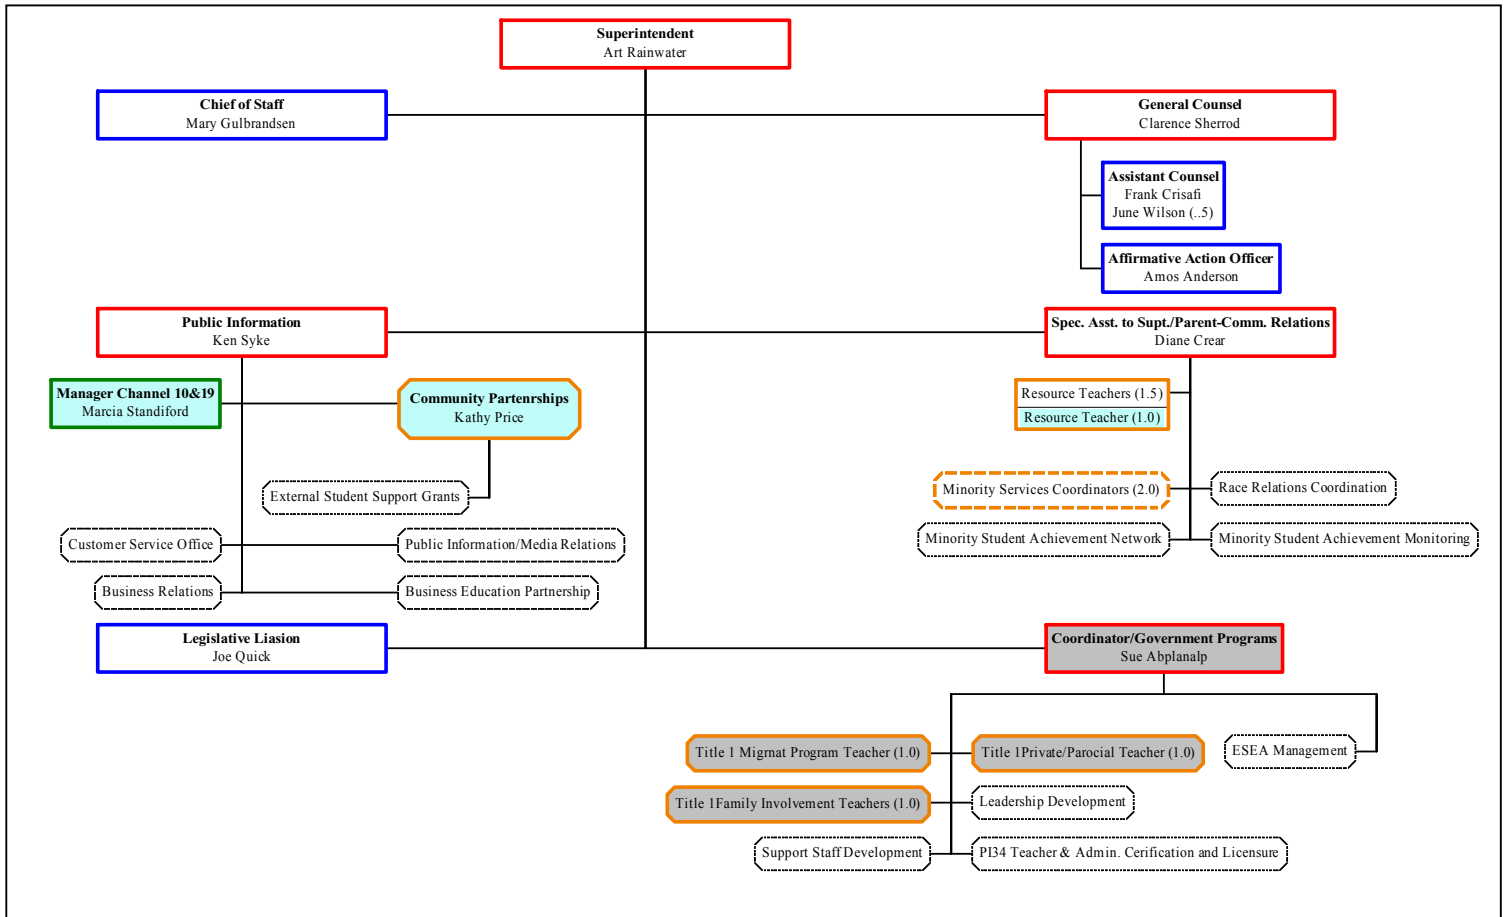 Superintendent
Art Rainwater
Chief of Staff
Mary Gulbrandsen
General Counsel
Clarence Sherrod
Assistant Counsel
Frank Crisafi
June Wilson (..5)
Affirmative Action Officer
Amos Anderson
Public Information
Ken Syke
Spec. Asst. to Supt./Parent-Comm. Relations
Diane Crear
Manager Channel 10&19
Marcia Standiford
Community Partenrships
Kathy Price
Resource Teachers (1.5)
Resource Teacher (1.0)
External Student Support Grants
Minority Services Coordinators (2.0)
Race Relations Coordination
Customer Service Office
Public Information/Media Relations
Minority Student Achievement Network
Minority Student Achievement Monitoring
Business Relations
Business Education Partnership
Legislative Liasion
Joe Quick
Coordinator/Government Programs
Sue Abplanalp
Title 1 Migrnat Program Teacher (1.0)
Title 1Private/Parocial Teacher (1.0)
ESEA Management
Title 1Family Involvement Teachers (1.0)
Leadership Development
Support Staff Development
PI34 Teacher & Admin. Cerification and Licensure